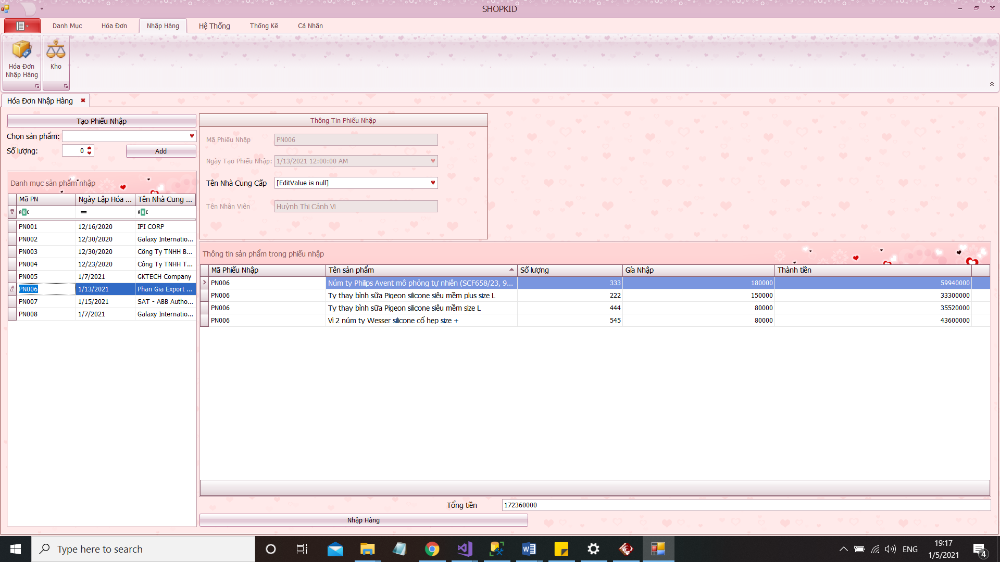 SHOPKID
Danh Mục Hóa Đơn Nhập Hàng Hệ Thống Thống Kê Cá Nhân
Hóa Đơn
Nhập Hàng
Kho
Hóa Đơn Nhập Hàng
Tạo Phiếu Nhập
Chọn sản phẩm:
Số lượng: 0 Add
Thông Tin Phiếu Nhập
Mã Phiếu Nhập PN006
Ngày Tạo Phiếu Nhập: 1/13/2021 12:00:00 AM
Tên Nhà Cung Cấp [EditValue is null]
Tên Nhân Viên Huỳnh Thị Cảnh Vi
Danh mục sản phẩm nhập
Mã PN Ngày Lập Hóa ... Tên Nhà Cung ...
ABC = ABC
PN001 12/16/2020 IPI CORP
PN002 12/30/2020 Galaxy Internatio...
PN003 12/30/2020 Công Ty TNHH B...
PN004 12/23/2020 Công Ty TNHH T...
PN005 1/7/2021 GKTECH Company
PN006 1/13/2021 Phan Gia Export ...
PN007 1/15/2021 SAT - ABB Autho...
PN008 1/7/2021 Galaxy Internatio...
Thông tin sản phẩm trong phiếu nhập
Mã Phiếu Nhập Tên sản phẩm Số lượng Gía Nhập Thành tiền
PN006 Núm ty Philips Avent mô phỏng tự nhiên (SCF658/23, 9... 333 180000 59940000
PN006 Ty thay bình sữa Pigeon silicone siêu mềm plus size L 222 150000 33300000
PN006 Ty thay bình sữa Pigeon silicone siêu mềm size L 444 80000 35520000
PN006 Vi 2 núm ty Wesser silicone cổ hẹp size + 545 80000 43600000
Tổng tiền 172360000
Nhập Hàng
Type here to search
ENG
19:17
1/5/2021
4